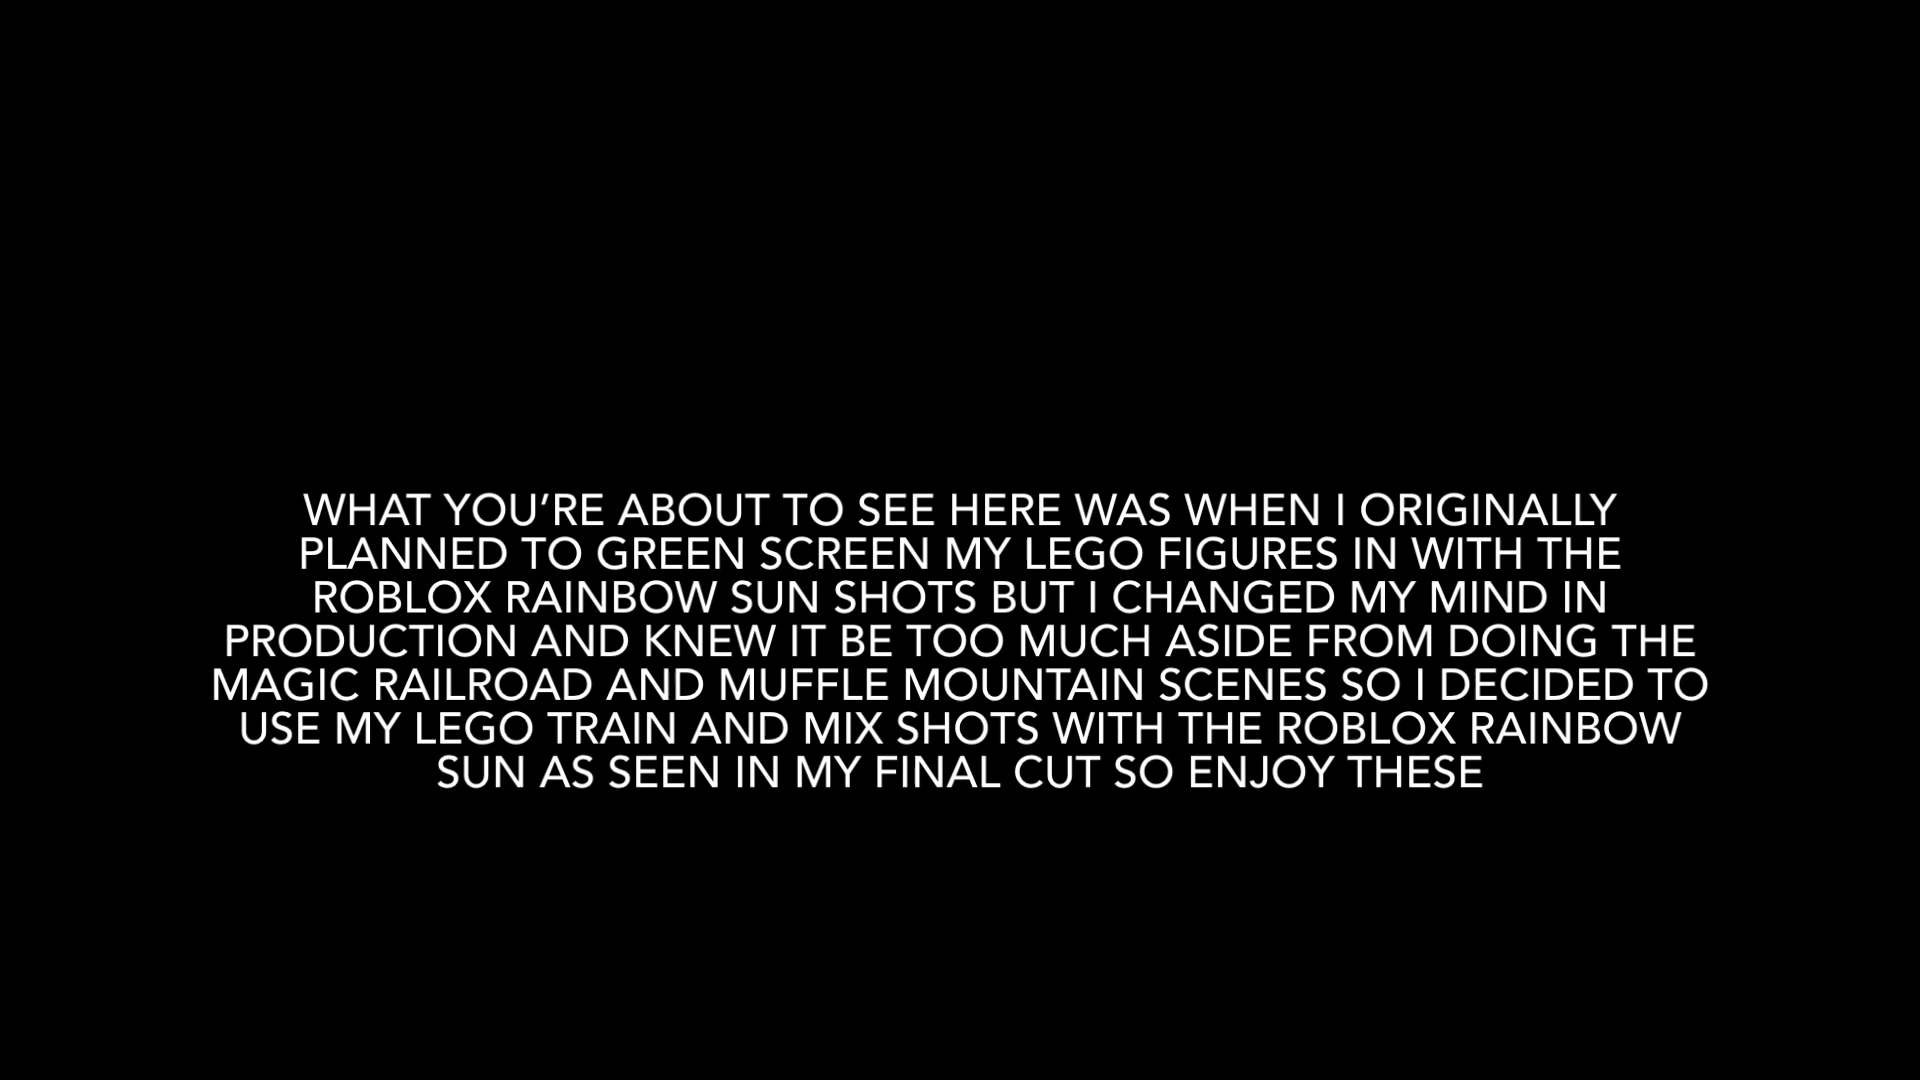 WHAT YOU’RE ABOUT TO SEE HERE WAS WHEN I ORIGINALLY
PLANNED TO GREEN SCREEN MY LEGO FIGURES IN WITH THE
ROBLOX RAINBOW SUN SHOTS BUT I CHANGED MY MIND IN
PRODUCTION AND KNEW IT BE TOO MUCH ASIDE FROM DOING THE
MAGIC RAILROAD AND MUFFLE MOUNTAIN SCENES SO I DECIDED TO
USE MY LEGO TRAIN AND MIX SHOTS WITH THE ROBLOX RAINBOW
SUN AS SEEN IN MY FINAL CUT SO ENJOY THESE